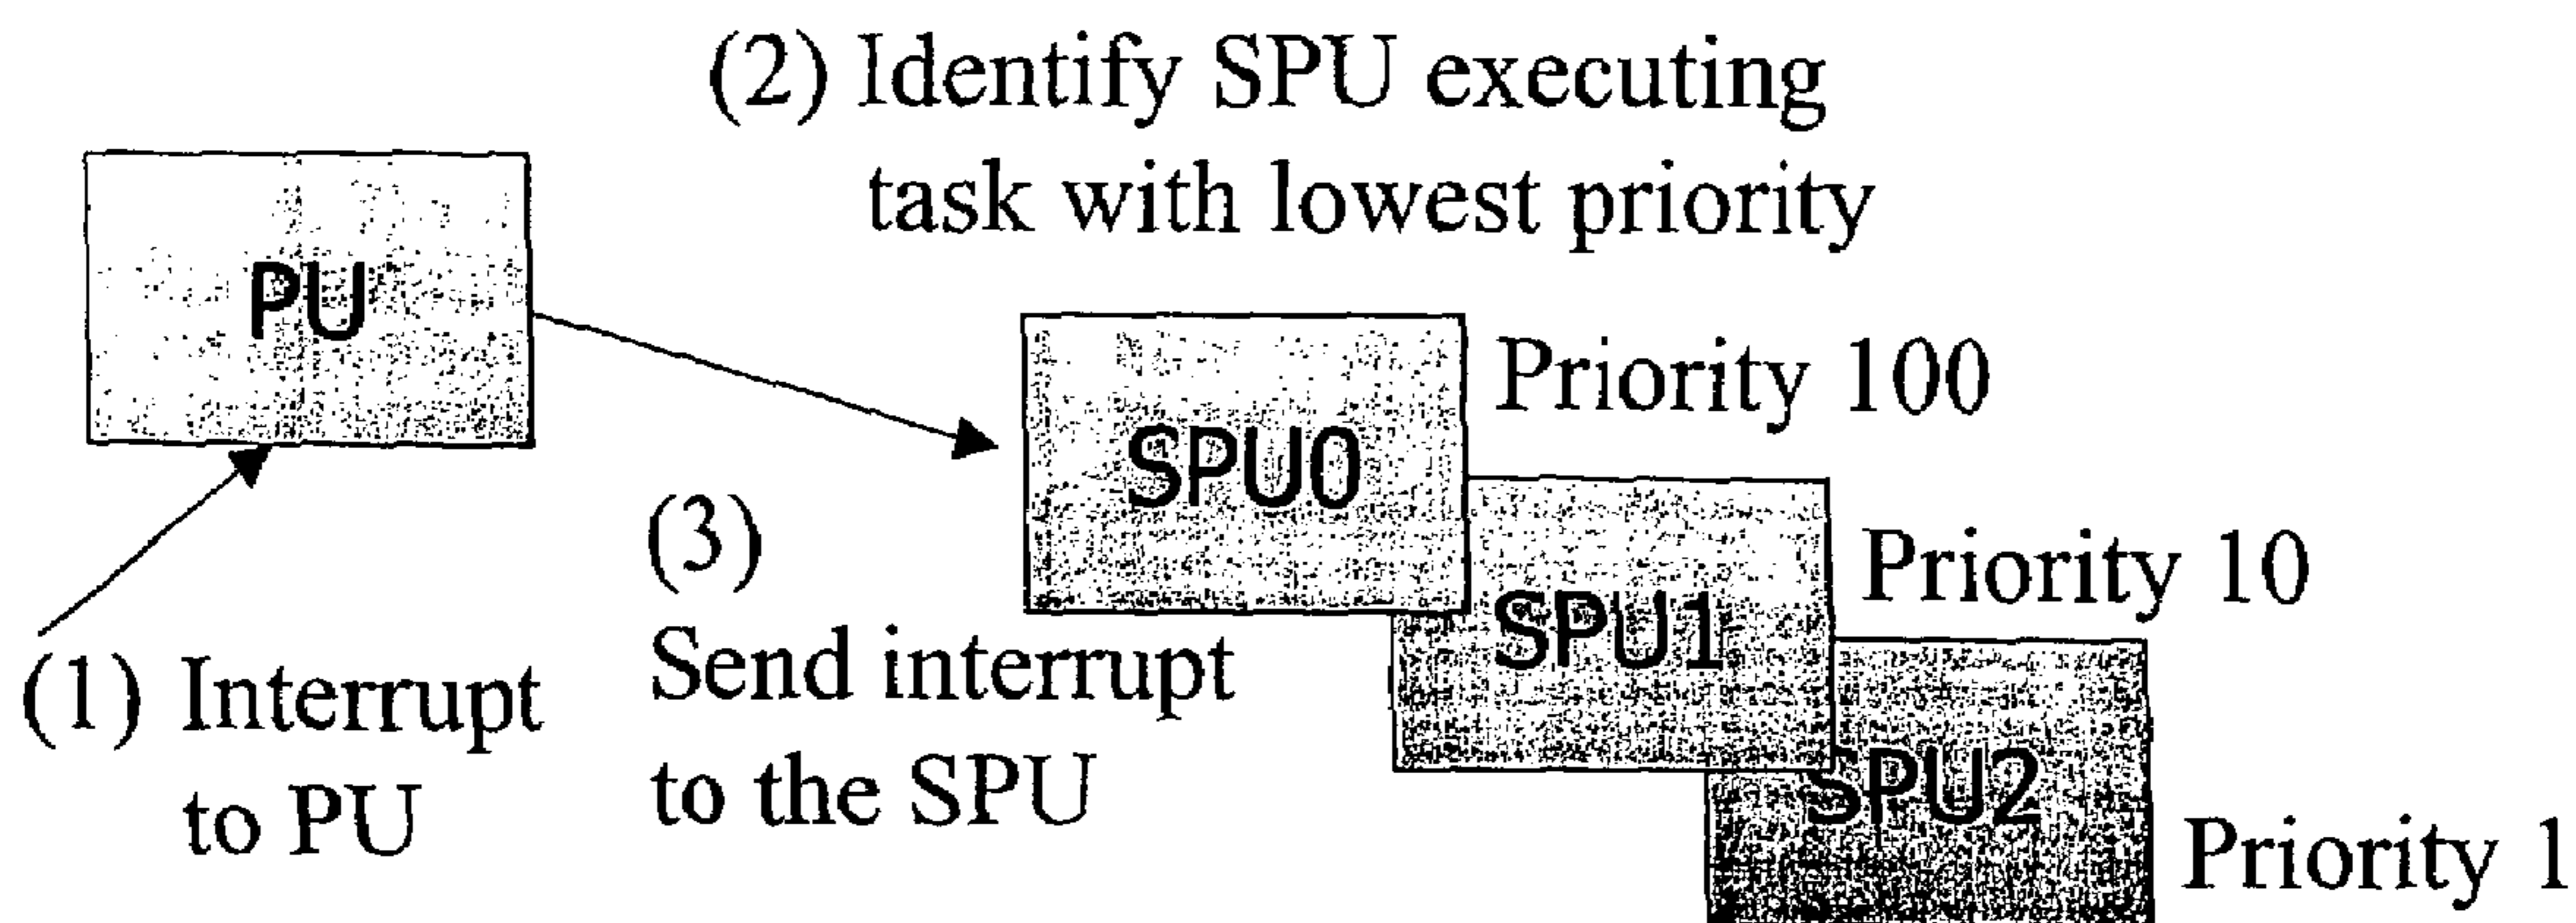 (2) Identify SPU executing
task with lowest priority
PU
SPU0
Priority 100
SPU1
Priority 10
SPU2
Priority 1
(3)
Send interrupt
to the SPU
(1) Interrupt
to PU